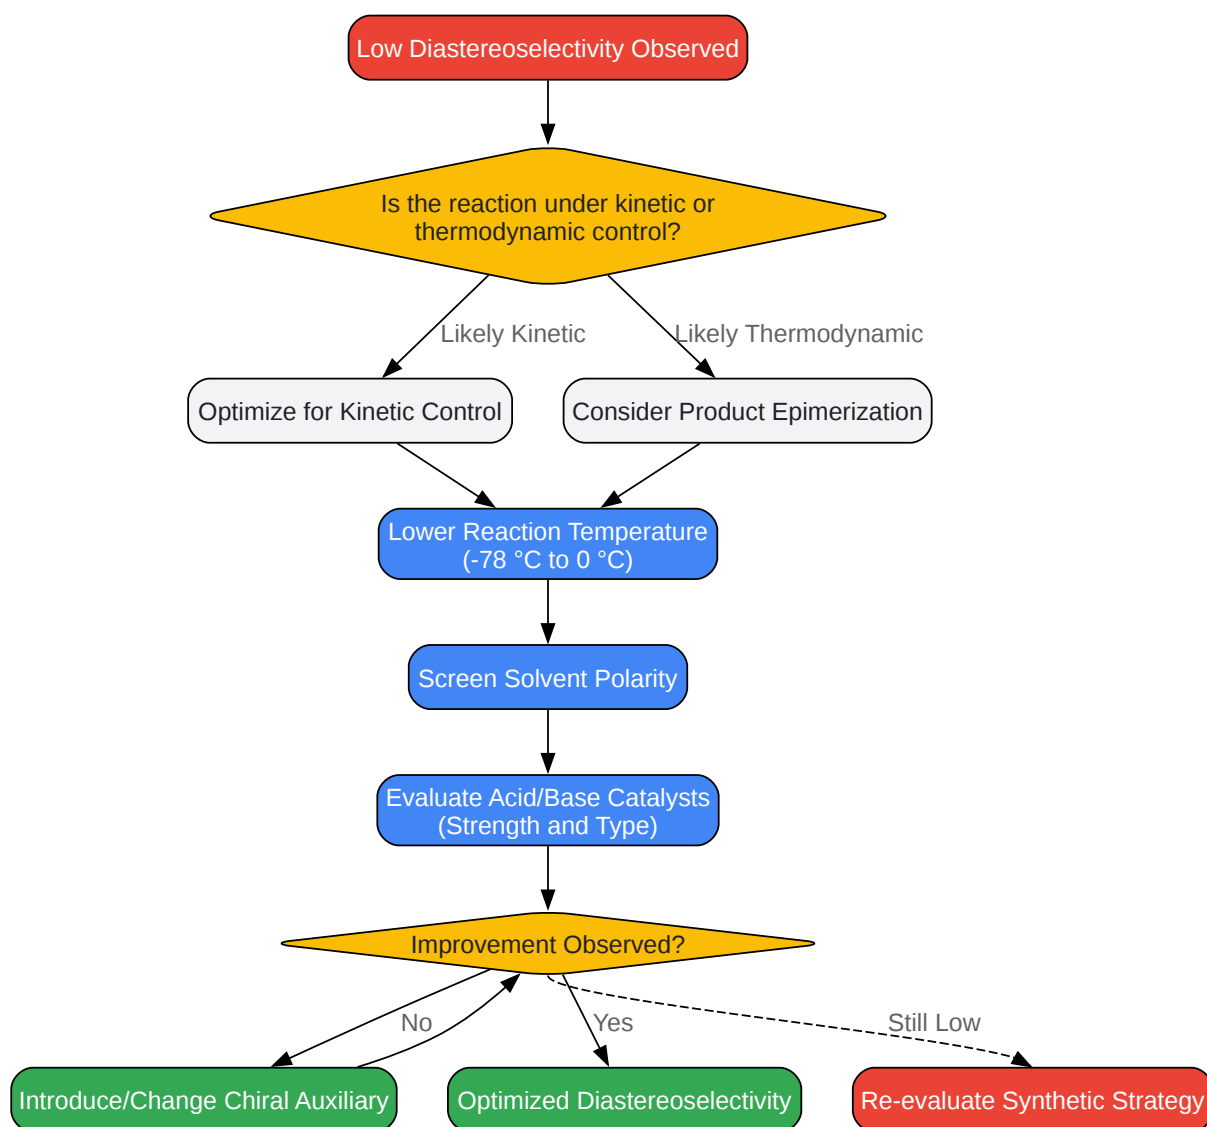 Low Diastereoselectivity Observed
Is the reaction under kinetic or
thermodynamic control?
Likely Kinetic
Likely Thermodynamic
Optimize for Kinetic Control
Consider Product Epimerization
Lower Reaction Temperature
(-78 °C to 0 °C)
Screen Solvent Polarity
Evaluate Acid/Base Catalysts
(Strength and Type)
Improvement Observed?
No
Yes
Still Low
Introduce/Change Chiral Auxiliary
Optimized Diastereoselectivity
Re-evaluate Synthetic Strategy